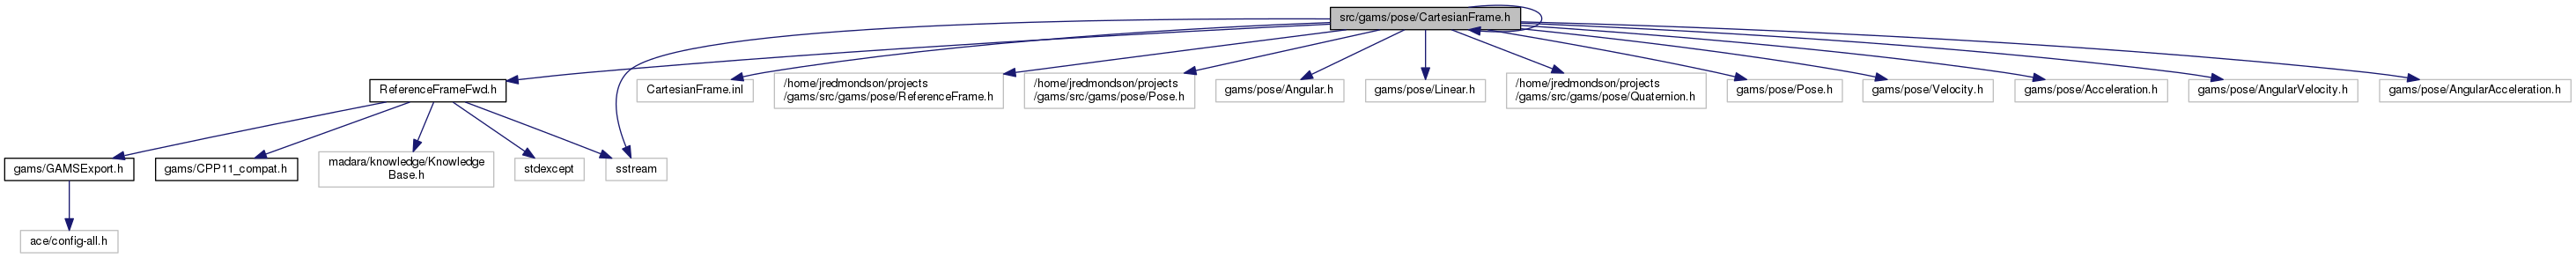 src/gams/pose/CartesianFrame.h
ReferenceFrameFwd.h
CartesianFrame.inl
/home/jredmondson/projects
/gams/src/gams/pose/ReferenceFrame.h
/home/jredmondson/projects
/gams/src/gams/pose/Pose.h
gams/pose/Angular.h
gams/pose/Linear.h
/home/jredmondson/projects
/gams/src/gams/pose/Quaternion.h
gams/pose/Pose.h
gams/pose/Velocity.h
gams/pose/Acceleration.h
gams/pose/AngularVelocity.h
gams/pose/AngularAcceleration.h
gams/GAMSExport.h
gams/CPP11_compat.h
madara/knowledge/Knowledge
Base.h
stdexcept
sstream
ace/config-all.h